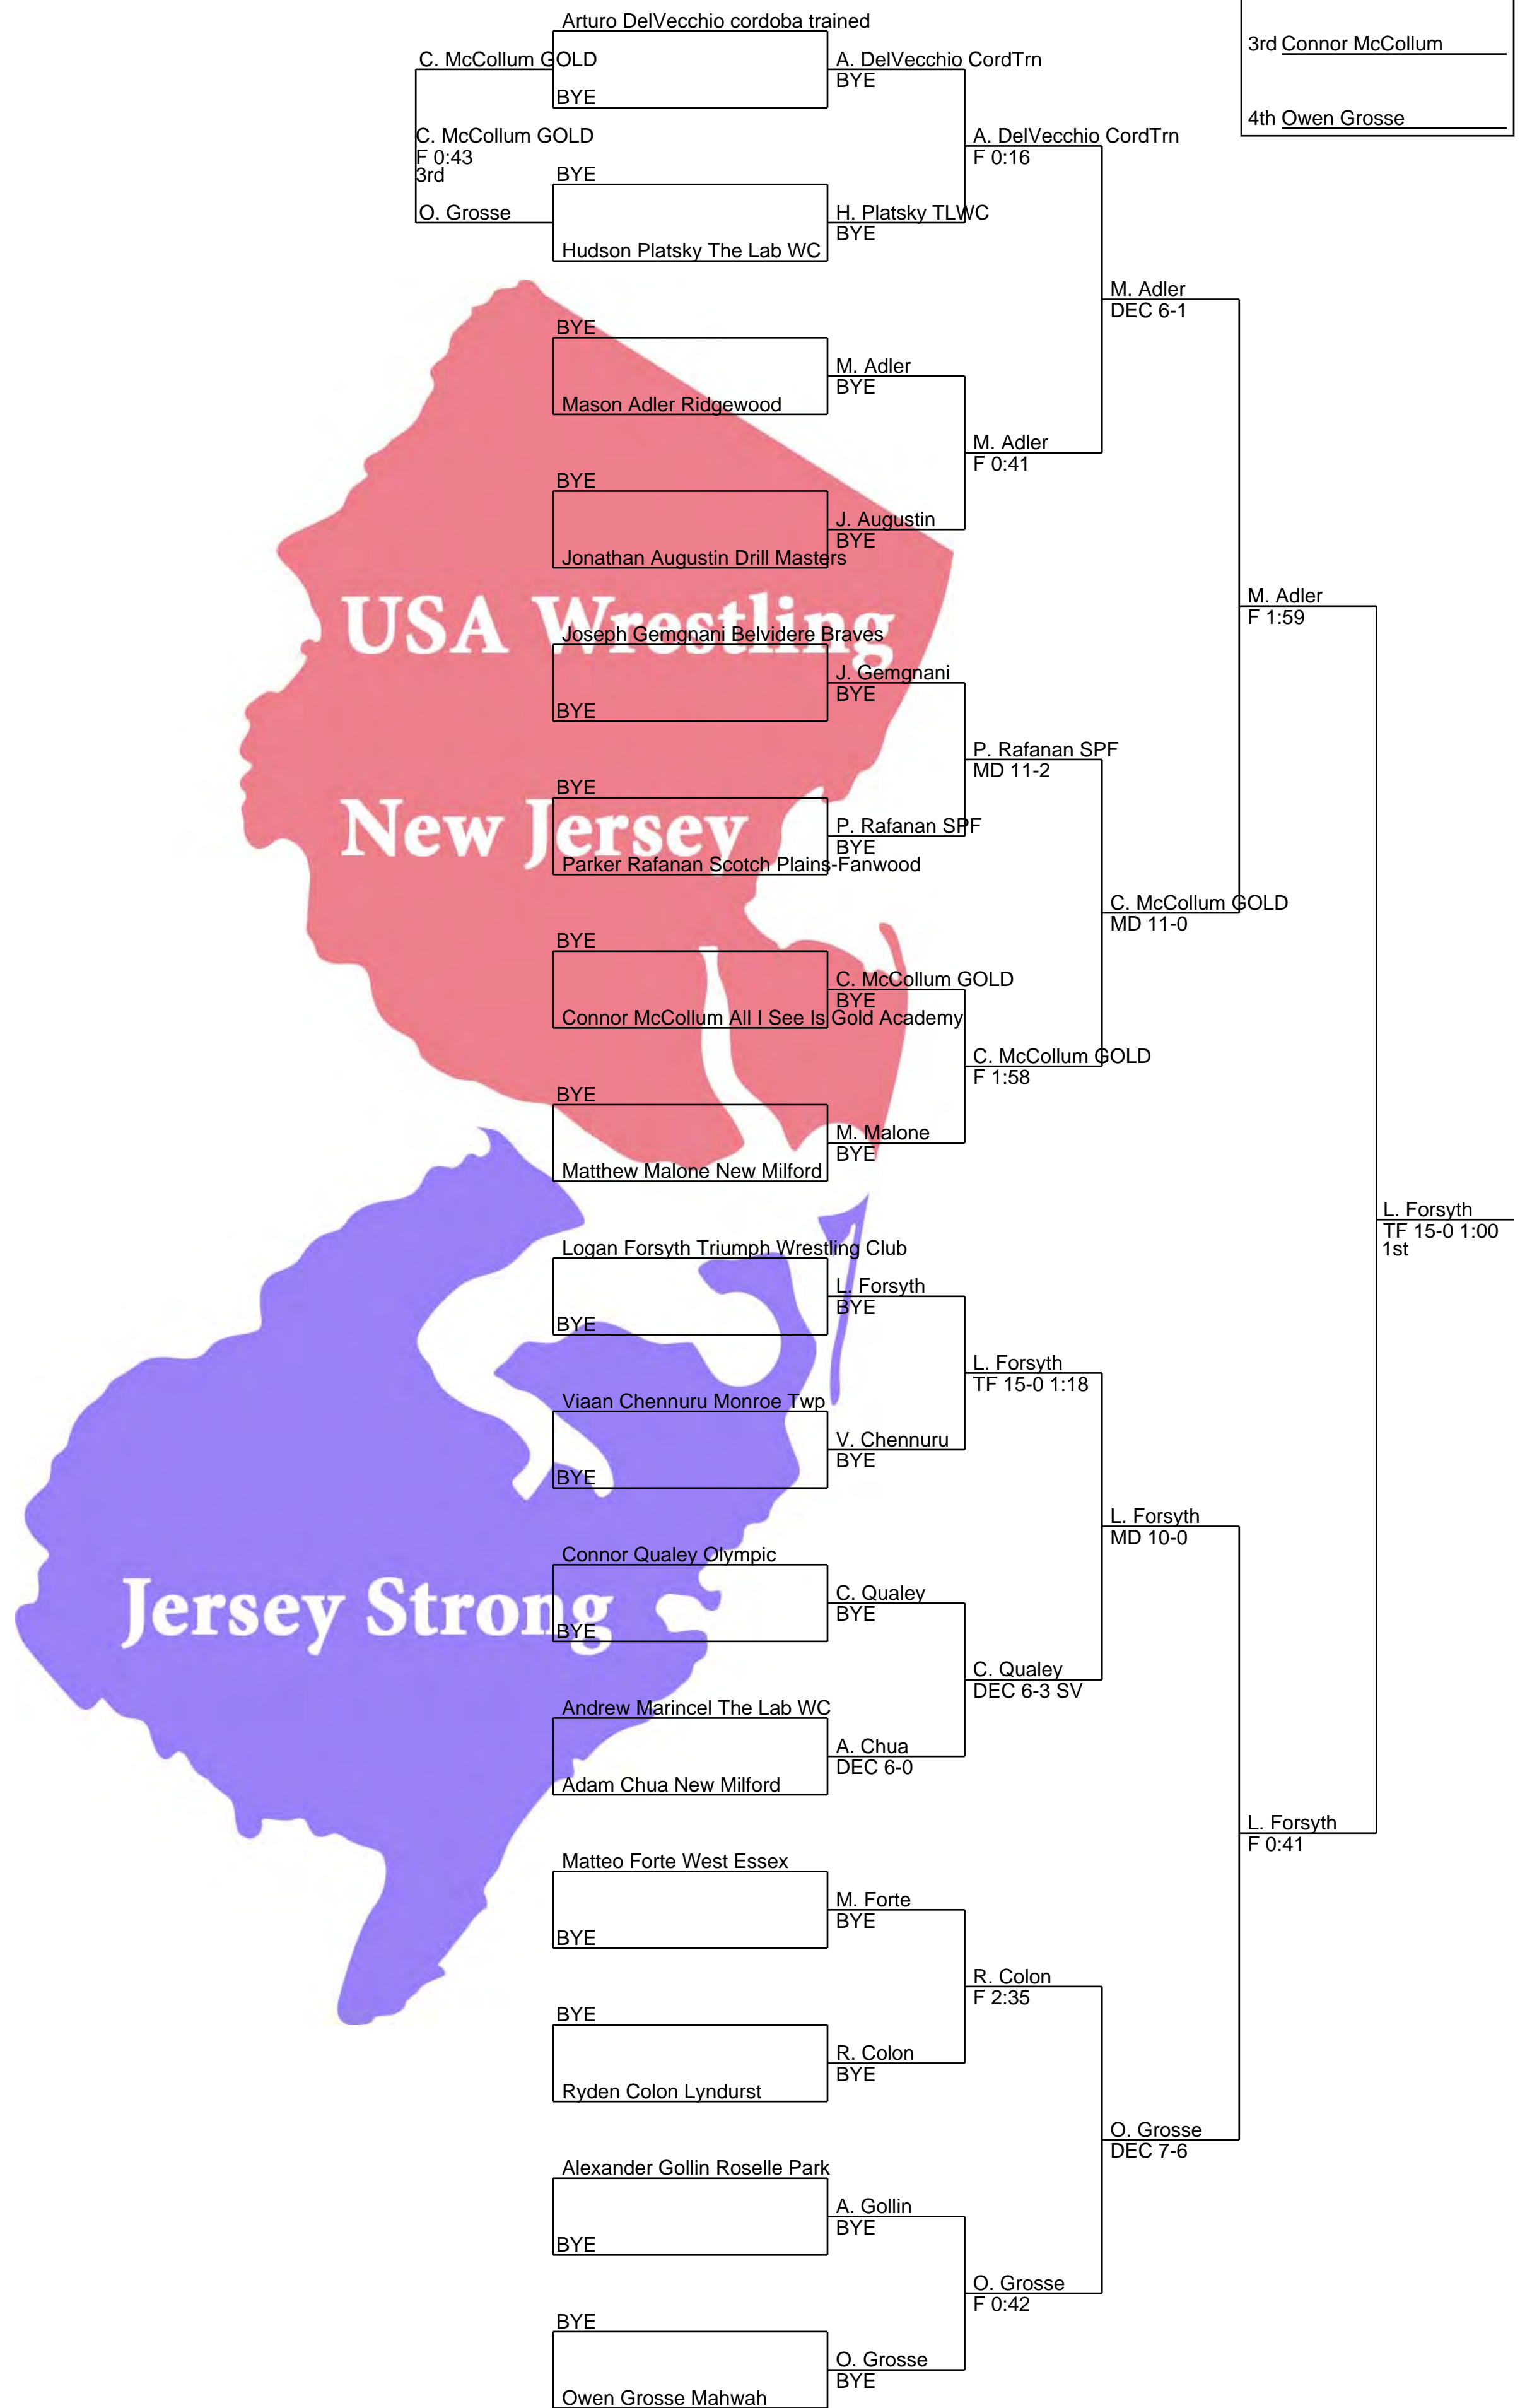 Arturo DelVecchio cordoba trained
3rd Connor McCollum
C. McCollum GOLD
A. DelVecchio CordTrn
BYE
BYE
4th Owen Grosse
C. McCollum GOLD
F 0:43
3rd
A. DelVecchio CordTrn
F 0:16
BYE
O. Grosse
H. Platsky TLWC
BYE
Hudson Platsky The Lab WC
M. Adler
DEC 6-1
BYE
M. Adler
BYE
Mason Adler Ridgewood
M. Adler
F 0:41
BYE
J. Augustin
BYE
Jonathan Augustin Drill Masters
USA Wrestling
M. Adler
F 1:59
Joseph Gemgnani Belvidere Braves
J. Gemgnani
BYE
BYE
P. Rafanan SPF
MD 11-2
BYE
New Jersey
P. Rafanan SPF
BYE
Parker Rafanan Scotch Plains-Fanwood
C. McCollum GOLD
MD 11-0
BYE
C. McCollum GOLD
BYE
Connor McCollum All I See Is Gold Academy
C. McCollum GOLD
F 1:58
BYE
M. Malone
BYE
Matthew Malone New Milford
L. Forsyth
TF 15-0 1:00
1st
Logan Forsyth Triumph Wrestling Club
L. Forsyth
BYE
BYE
L. Forsyth
TF 15-0 1:18
Viaan Chennuru Monroe Twp
V. Chennuru
BYE
BYE
L. Forsyth
MD 10-0
Connor Qualey Olympic
C. Qualey
BYE
Jersey Strong
BYE
C. Qualey
DEC 6-3 SV
Andrew Marincel The Lab WC
A. Chua
DEC 6-0
Adam Chua New Milford
L. Forsyth
F 0:41
Matteo Forte West Essex
M. Forte
BYE
BYE
R. Colon
F 2:35
BYE
R. Colon
BYE
Ryden Colon Lyndurst
O. Grosse
DEC 7-6
Alexander Gollin Roselle Park
A. Gollin
BYE
BYE
O. Grosse
F 0:42
BYE
O. Grosse
BYE
Owen Grosse Mahwah